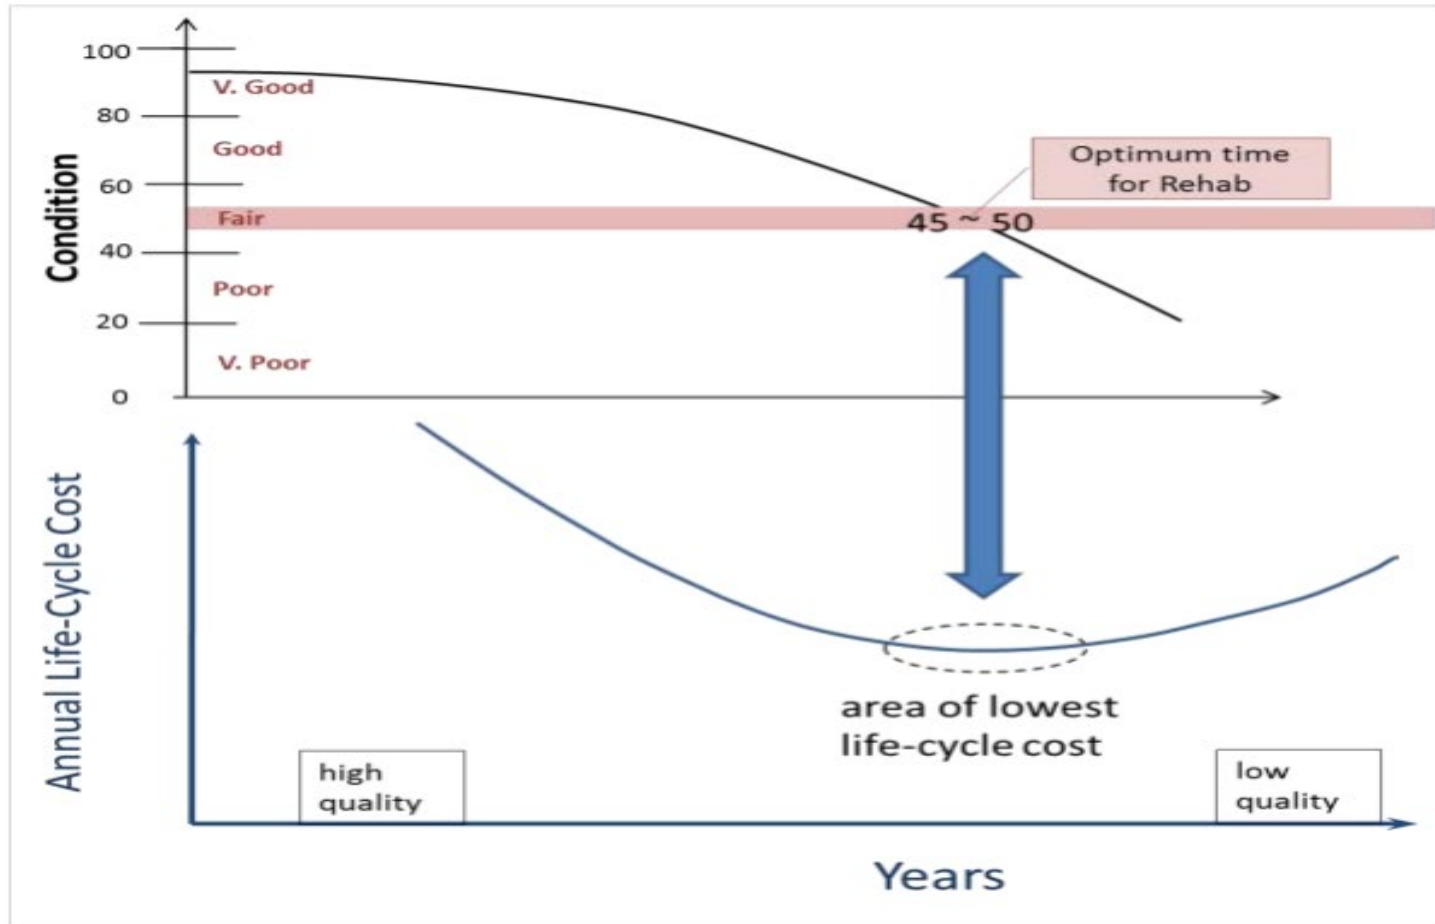 100
V. Good
80
Good
Optimum time
for Rehab
60
Fair
45 ~ 50
40
Poor
20
V. Poor
0
Condition
Annual Life-Cycle Cost
area of lowest
life-cycle cost
high
quality
low
quality
Years